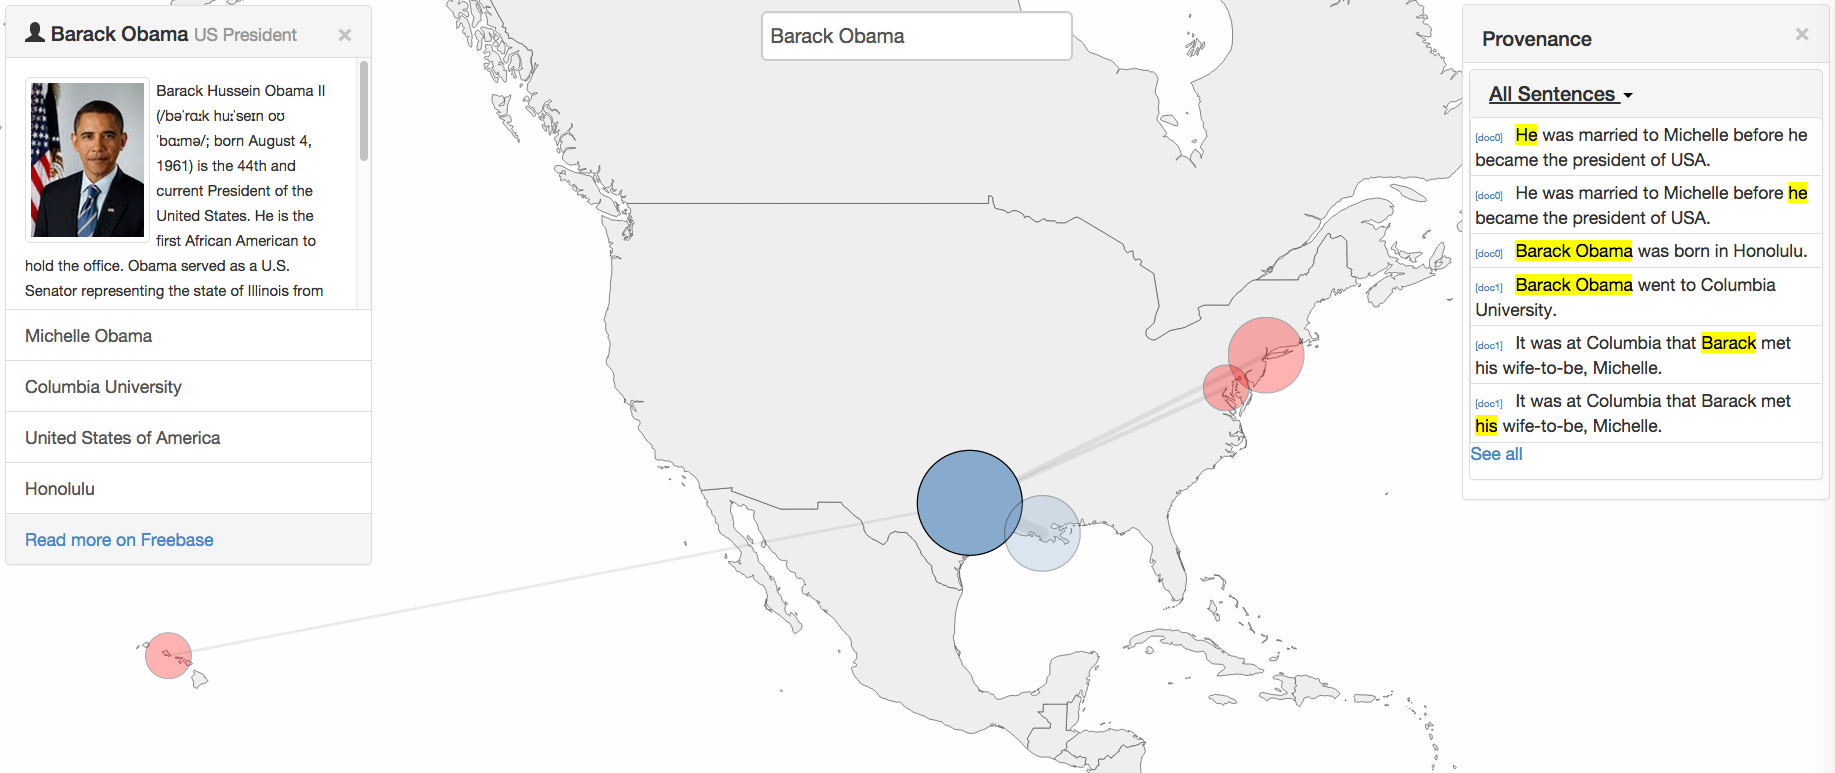 Barack Obama US President ×
Barack Hussein Obama II
(/bəˈrɑːk huːˈseɪn oʊ
ˈbɑːmə/; born August 4,
1961) is the 44th and
current President of the
United States. He is the
first African American to
hold the office. Obama served as a U.S.
Senator representing the state of Illinois from
Michelle Obama
Columbia University
United States of America
Honolulu
Read more on Freebase
Barack Obama
Provenance ×
All Sentences
[doc0] He was married to Michelle before he
became the president of USA.
[doc0] He was married to Michelle before he
became the president of USA.
[doc0] Barack Obama was born in Honolulu.
[doc1] Barack Obama went to Columbia
University.
[doc1] It was at Columbia that Barack met
his wife-to-be, Michelle.
[doc1] It was at Columbia that Barack met
his wife-to-be, Michelle.
See all